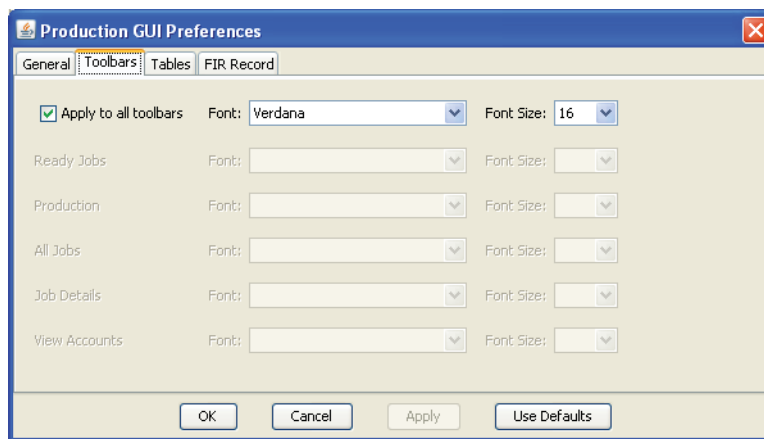 Production GUI Preferences
General Toolbars Tables FIR Record
Apply to all toolbars Font: Verdana Font Size: 16
Ready Jobs Font: Font Size:
Production Font: Font Size:
All Jobs Font: Font Size:
Job Details Font: Font Size:
View Accounts Font: Font Size:
OK Cancel Apply Use Defaults